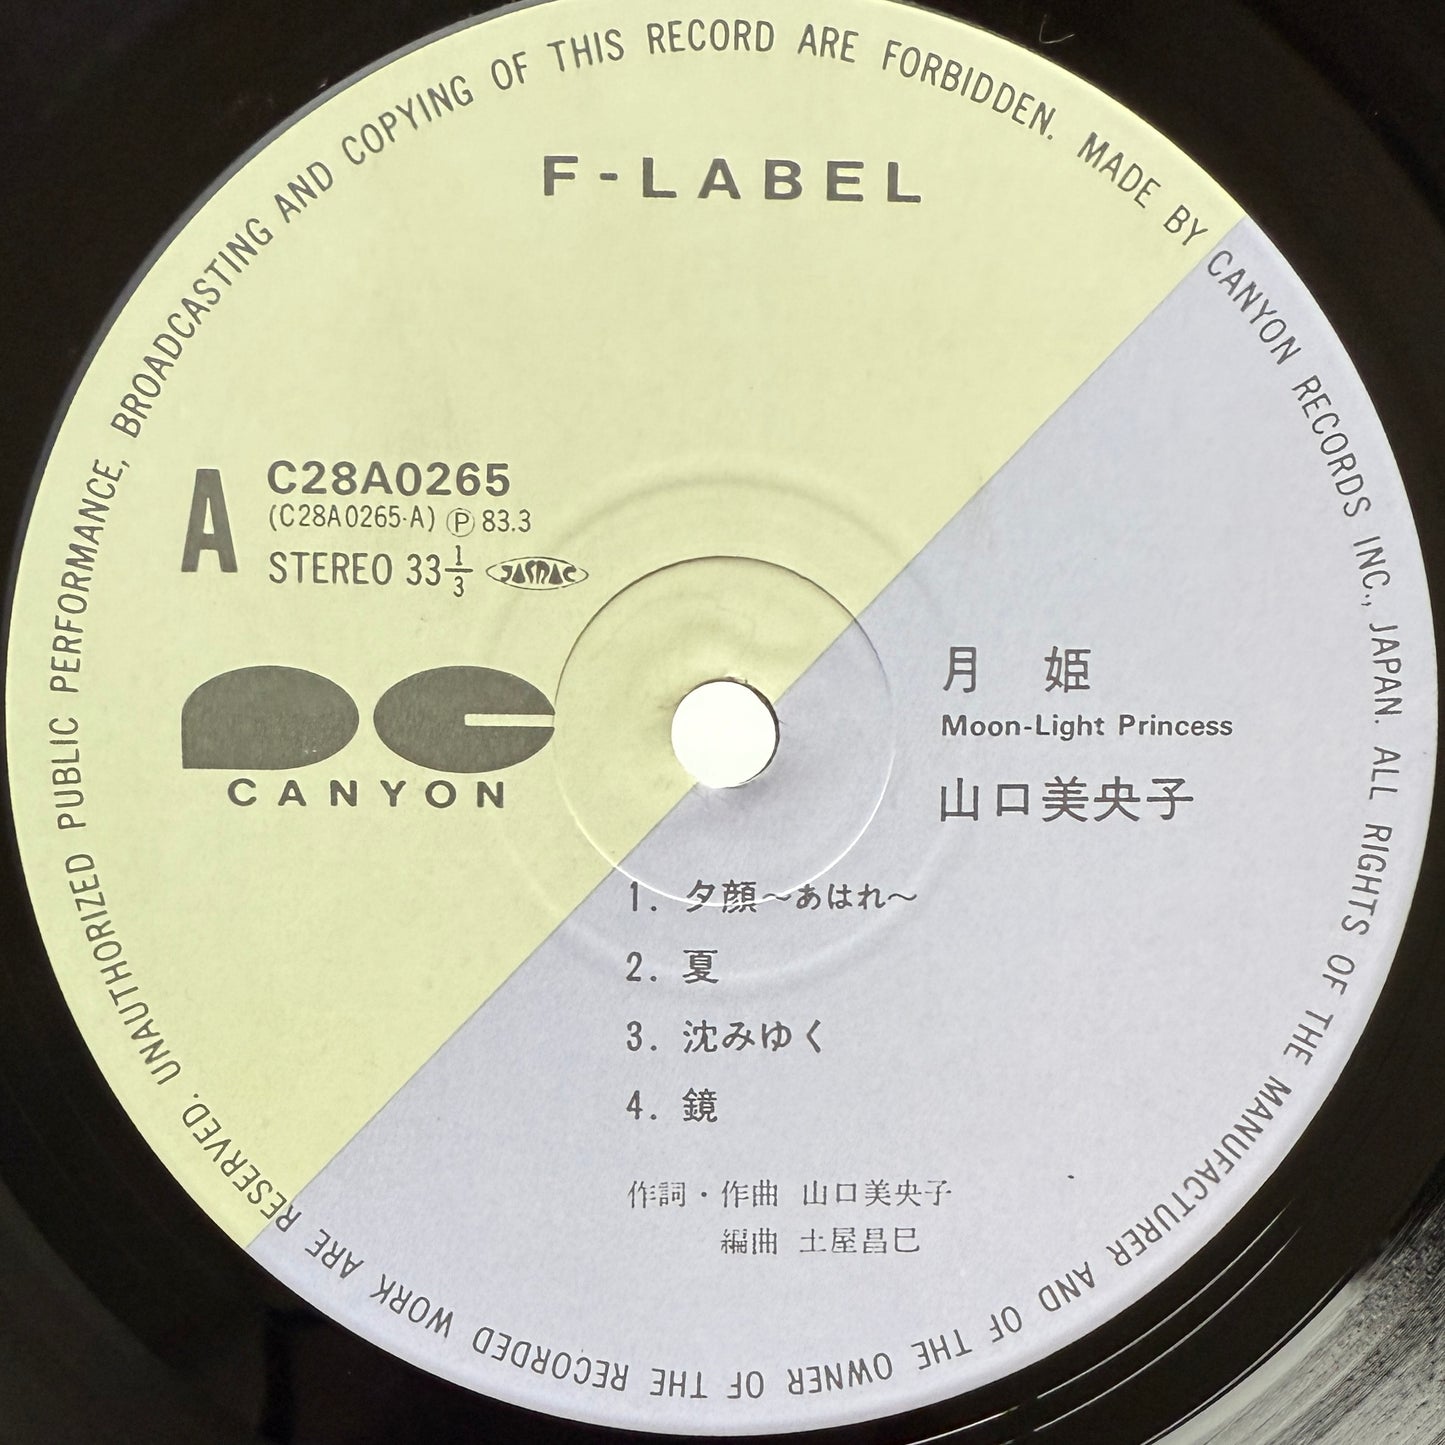 UNAUTHORIZED PUBLIC PERFORMANCE, BROADCASTING AND COPYING OF THIS RECORD ARE FORBIDDEN. MADE BY CANYON RECORDS INC., JAPAN. ALL RIGHTS OF THE MANUFACTURER AND OF THE OWNER OF THE RECORDED WORK ARE RESERVED.
F-LABEL
A
C28A0265
(C28A0265-A) Ⓟ 83.3
STEREO 33 1/3 JASRAC
CANYON
月 姫
Moon-Light Princess
山口美央子
1. 夕顔〜あはれ〜
2. 夏
3. 沈みゆく
4. 鏡
作詞・作曲 山口美央子
編曲 土屋昌巳